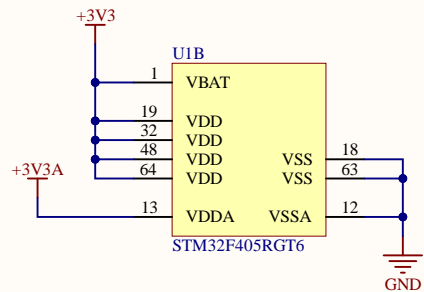 +3V3
U1B
1 VBAT
19 VDD
32 VDD
48 VDD VSS 18
64 VDD VSS 63
+3V3A
13 VDDA VSSA 12
STM32F405RGT6
GND